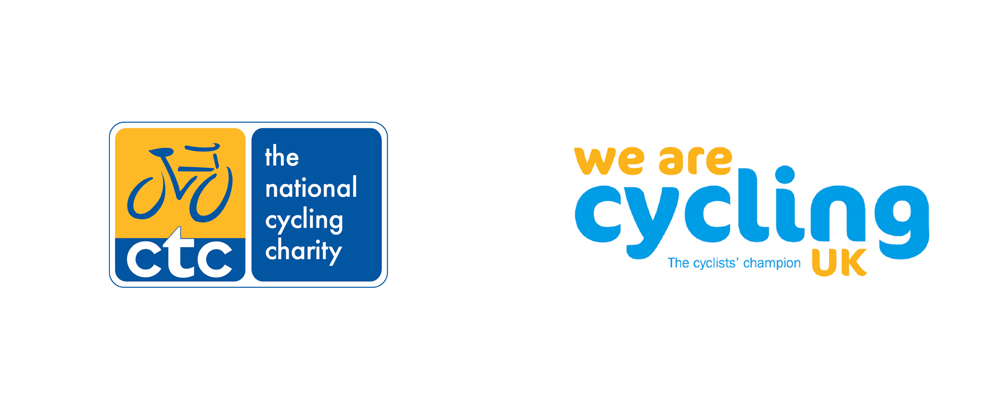 ctc
the
national
cycling
charity
we are
cycling
The cyclists' champion
UK